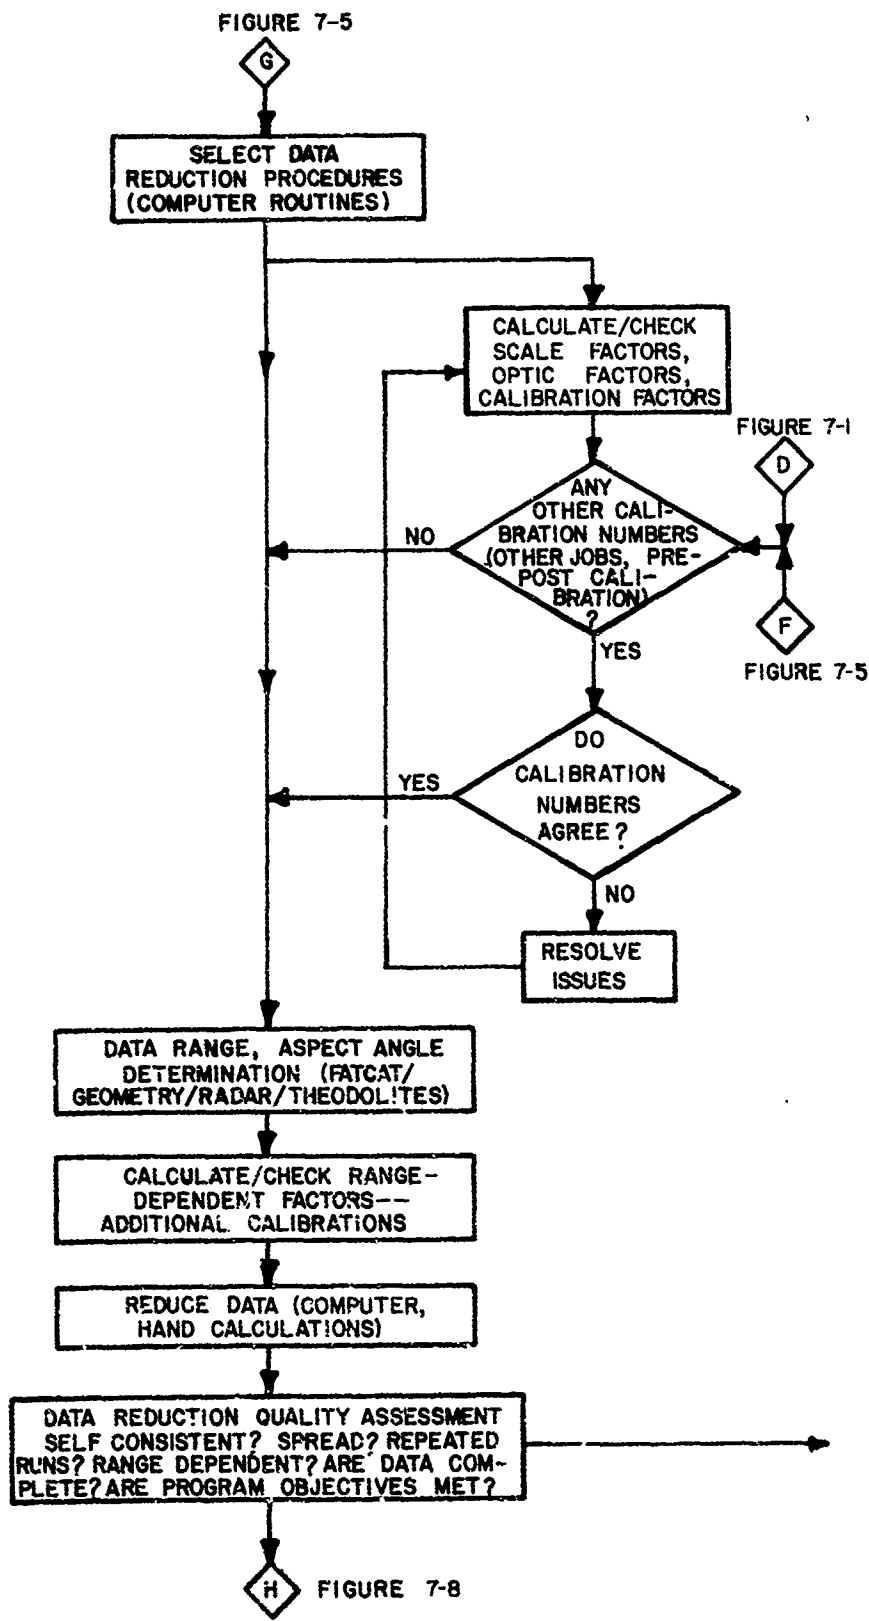 FIGURE 7-5
G
SELECT DATA
REDUCTION PROCEDURES
(COMPUTER ROUTINES)
CALCULATE/CHECK
SCALE FACTORS,
OPTIC FACTORS,
CALIBRATION FACTORS
FIGURE 7-1
D
ANY
OTHER CALI-
BRATION NUMBERS
(OTHER JOBS, PRE-
POST CALI-
BRATION)
?
NO
F
FIGURE 7-5
YES
DO
CALIBRATION
NUMBERS
AGREE?
YES
NO
RESOLVE
ISSUES
DATA RANGE, ASPECT ANGLE
DETERMINATION (FATCAT/
GEOMETRY/RADAR/THEODOLITES)
CALCULATE/CHECK RANGE-
DEPENDENT FACTORS--
ADDITIONAL CALIBRATIONS
REDUCE DATA (COMPUTER,
HAND CALCULATIONS)
DATA REDUCTION QUALITY ASSESSMENT
SELF CONSISTENT? SPREAD? REPEATED
RUNS? RANGE DEPENDENT? ARE DATA COM-
PLETE? ARE PROGRAM OBJECTIVES MET?
H FIGURE 7-8